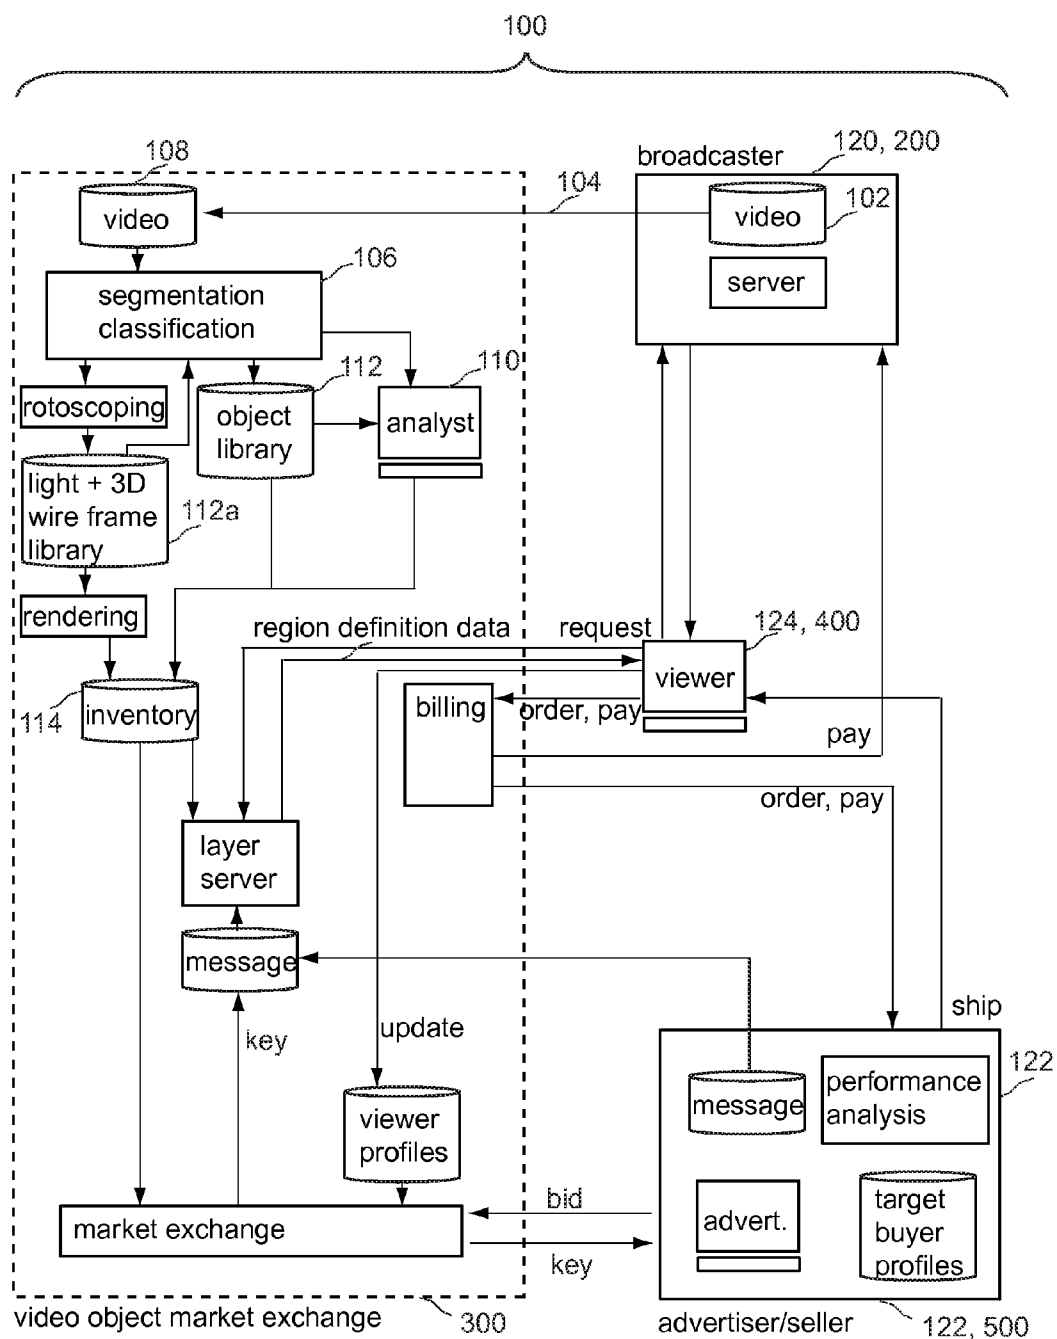 100
108
104
broadcaster
120, 200
video
video
102
106
server
segmentation
classification
112
110
rotoscoping
object
library
analyst
light + 3D
wire frame
library
112a
rendering
region definition data
request
124, 400
viewer
114
inventory
billing
order, pay
pay
order, pay
layer
server
message
key
update
ship
message
performance
analysis
122
viewer
profiles
bid
advert.
target
buyer
profiles
market exchange
key
video object market exchange
300
advertiser/seller
122, 500